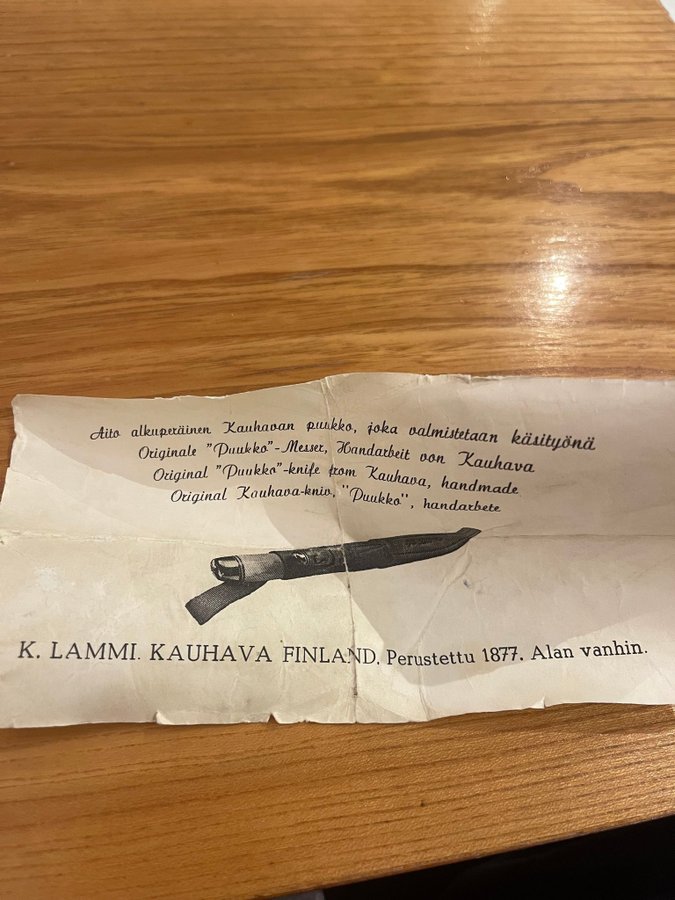 Aito alkuperäinen Kauhavan puukko, joka valmistetaan käsityönä
Originale "Puukko"-Messer, Handarbeit von Kauhava
Original "Puukko"-knife from Kauhava, handmade
Original Kauhava-kniv, "Puukko", handarbete
K. LAMMI. KAUHAVA FINLAND. Perustettu 1877. Alan vanhin.